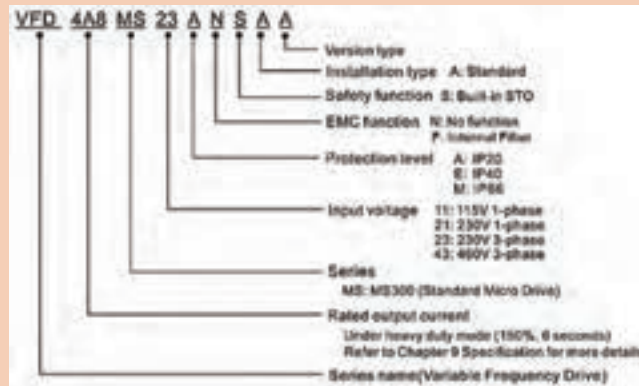 VFD 4A8 MS 23 A N S A A
Version type
Installation type A: Standard
Safety function S: Built-in STO
EMC function N: No function
F: Internal Filter
Protection level A: IP20
E: IP40
M: IP66
Input voltage 11: 115V 1-phase
21: 230V 1-phase
23: 230V 3-phase
43: 460V 3-phase
Series
MS: MS300 (Standard Micro Drive)
Rated output current
Under heavy duty mode (150%, 6 seconds)
Refer to Chapter 9 Specification for more details
Series name(Variable Frequency Drive)